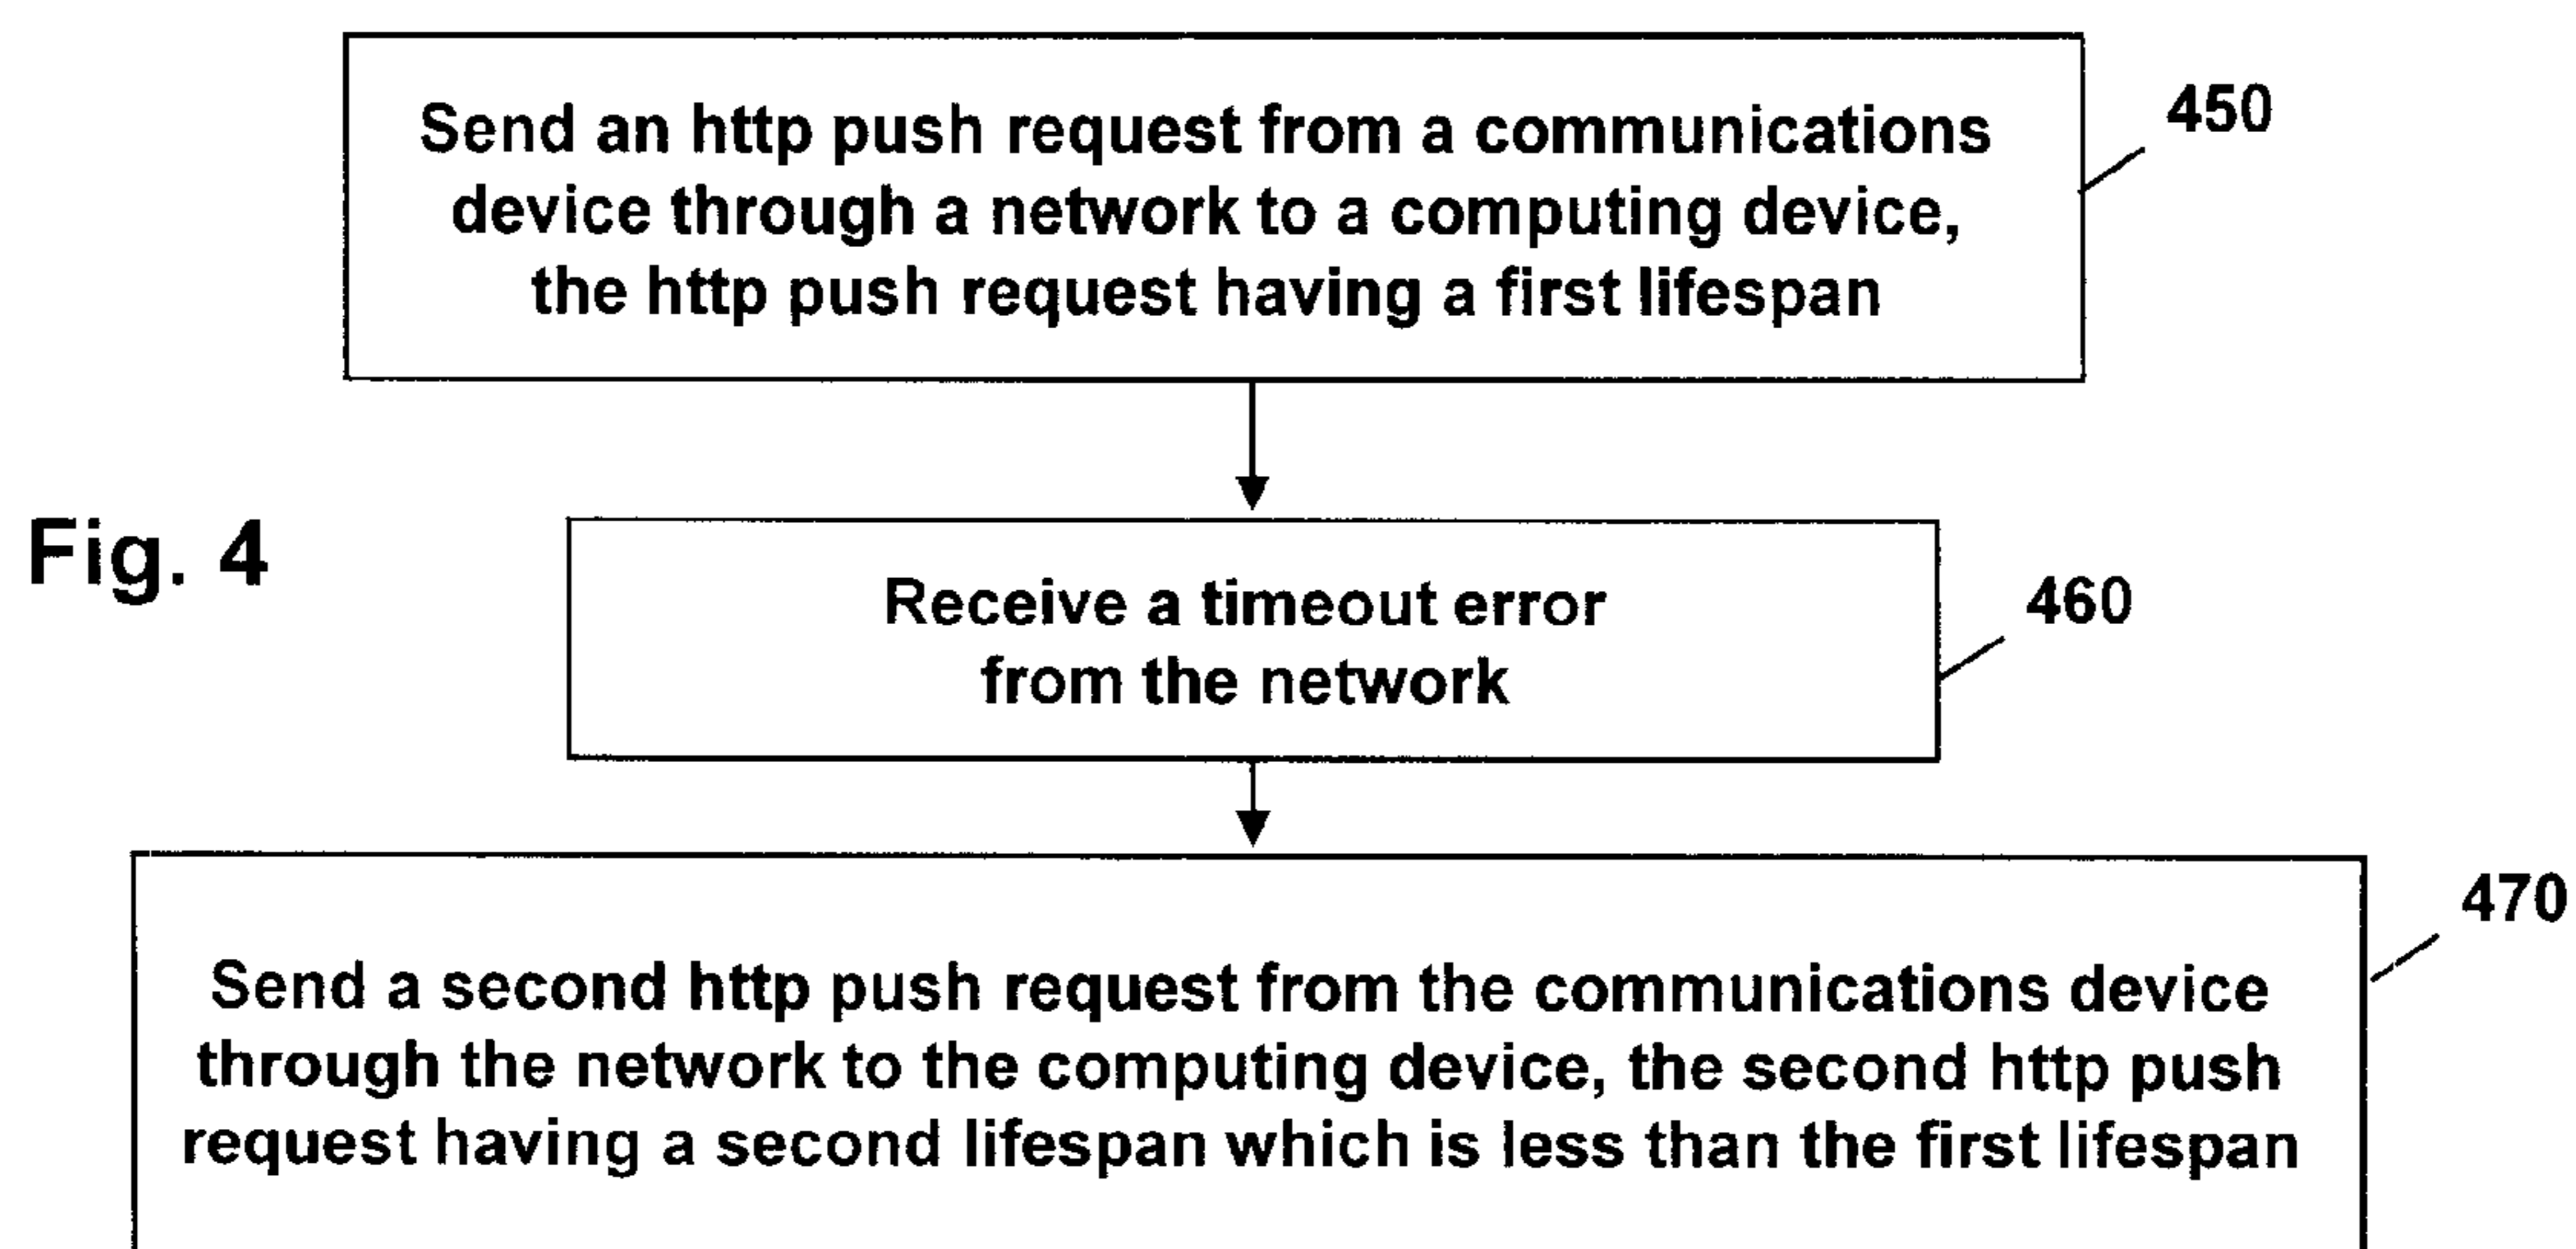 Send an http push request from a communications
device through a network to a computing device,
the http push request having a first lifespan
450
Fig. 4
Receive a timeout error
from the network
460
470
Send a second http push request from the communications device
through the network to the computing device, the second http push
request having a second lifespan which is less than the first lifespan